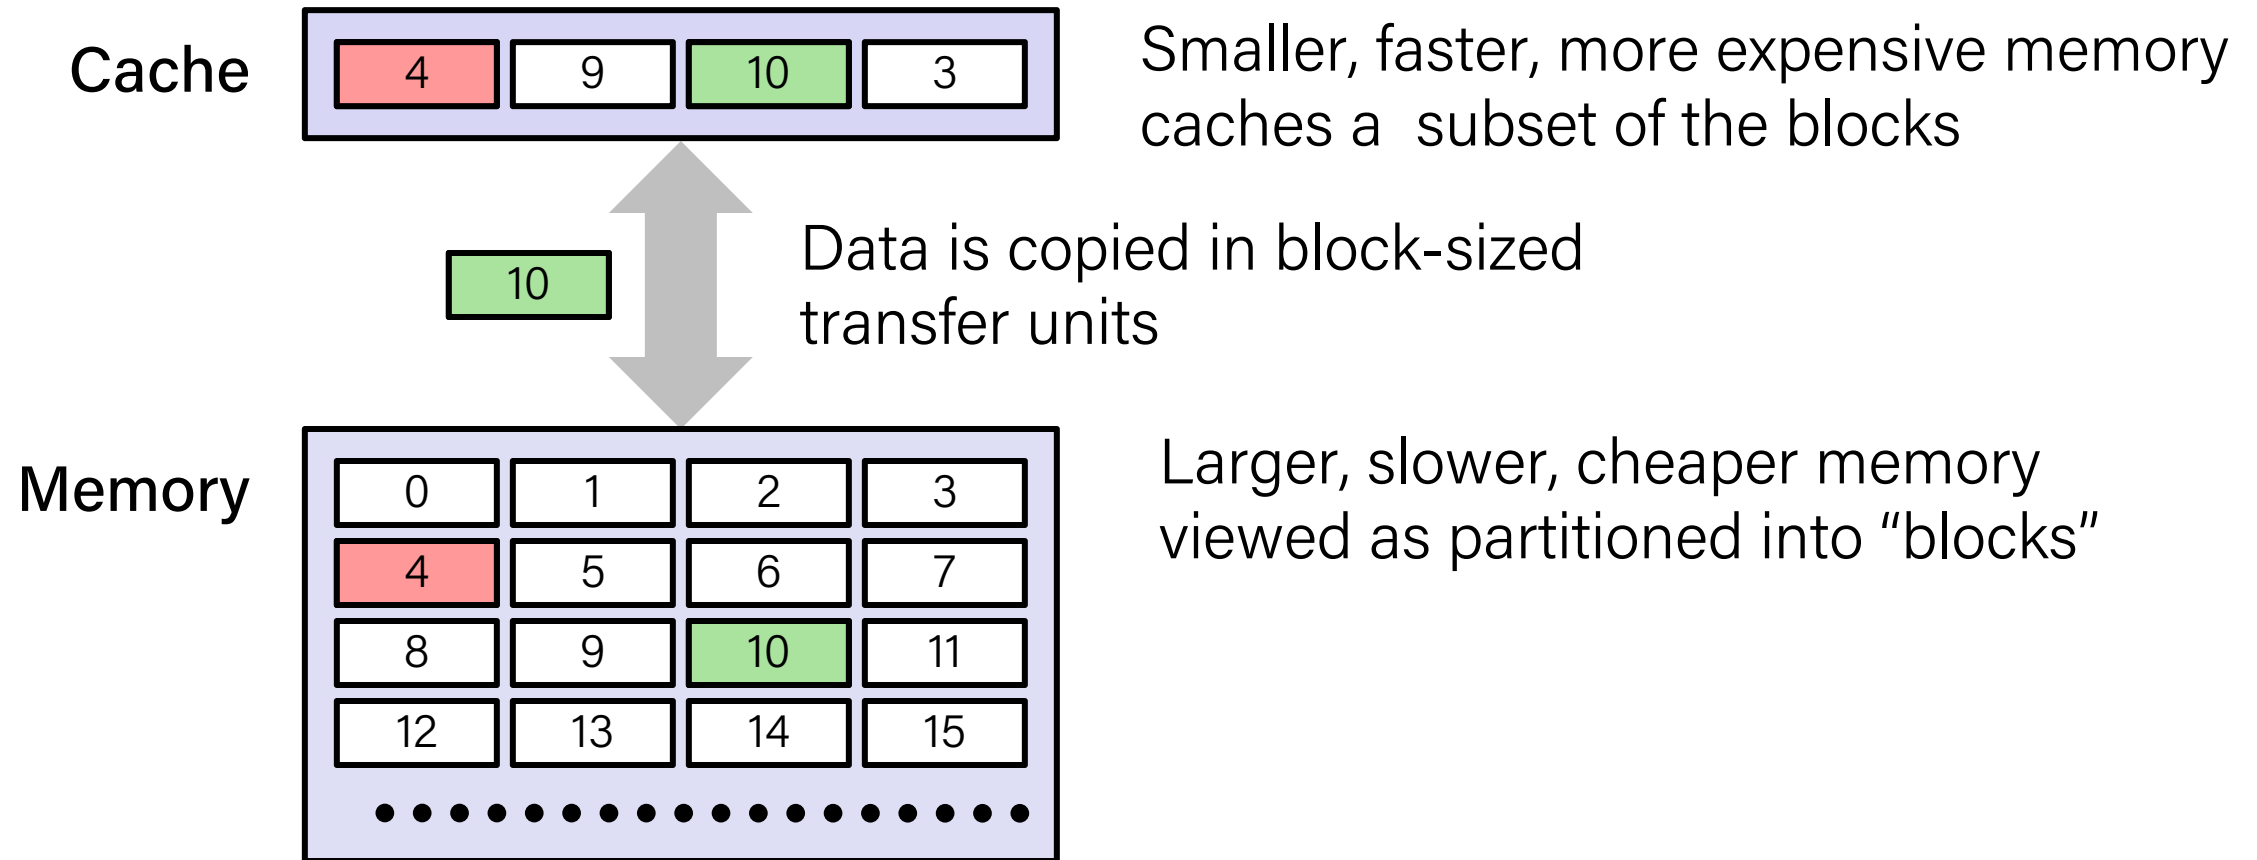 Cache
4 9 10 3
Smaller, faster, more expensive memory
caches a  subset of the blocks
10
Data is copied in block-sized
transfer units
Memory
0 1 2 3
4 5 6 7
8 9 10 11
12 13 14 15
Larger, slower, cheaper memory
viewed as partitioned into “blocks”